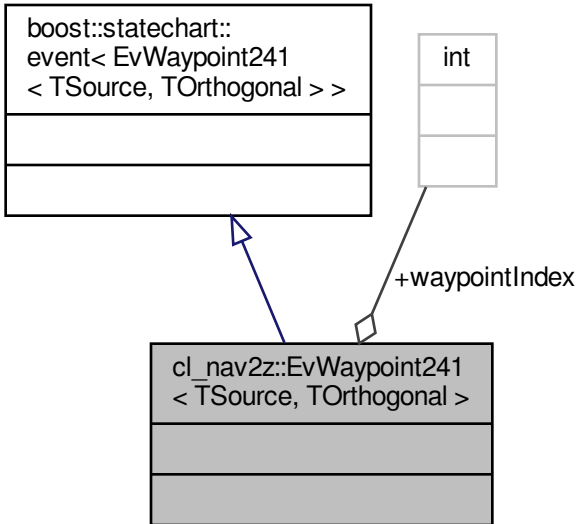 boost::statechart::
event< EvWaypoint241
< TSource, TOrthogonal > >
int
+waypointIndex
cl_nav2z::EvWaypoint241
< TSource, TOrthogonal >